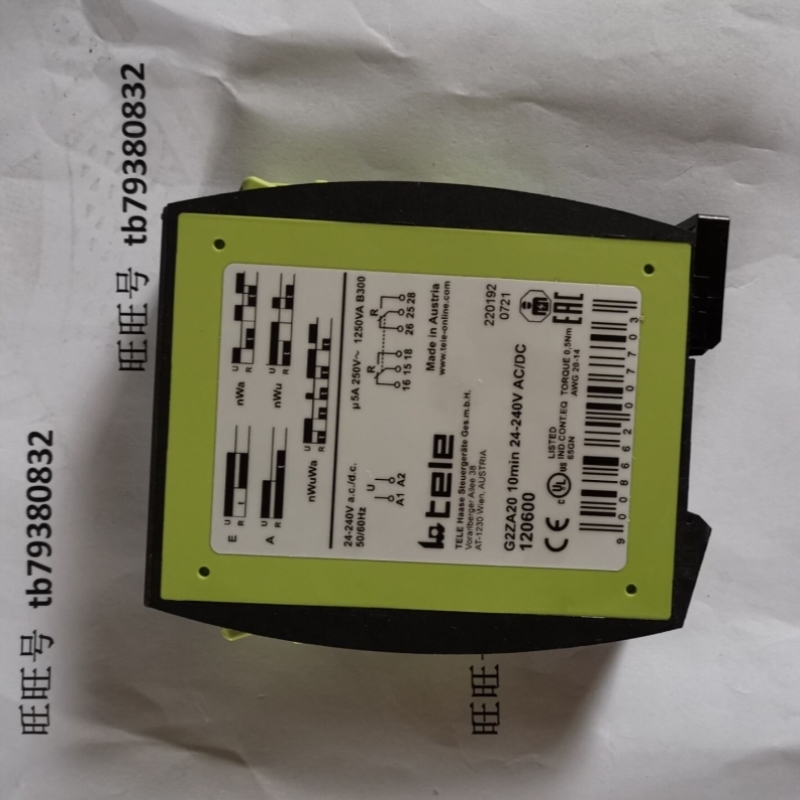 旺旺号 tb79380832
旺旺号 tb79380832
旺旺
E
U
R
A
U
R
nWa
U
R
nWu
U
R
nWuWa
U
R
24-240V a.c./d.c.
50/60Hz
U
A1 A2
µ5A 250V~ 1250VA B300
R
R
16 15 18
26 25 28
tele
Made in Austria
www.tele-online.com
TELE Haase Steuergeräte Ges.m.b.H.
Vorarlberger Allee 38
AT-1230 Wien, AUSTRIA
220192
0721
G2ZA20 10min 24-240V AC/DC
120600
CE
c UL us
LISTED
IND.CONT.EQ
65GN
TORQUE 0,5Nm
AWG 26-14
EAC
9 008662 007703